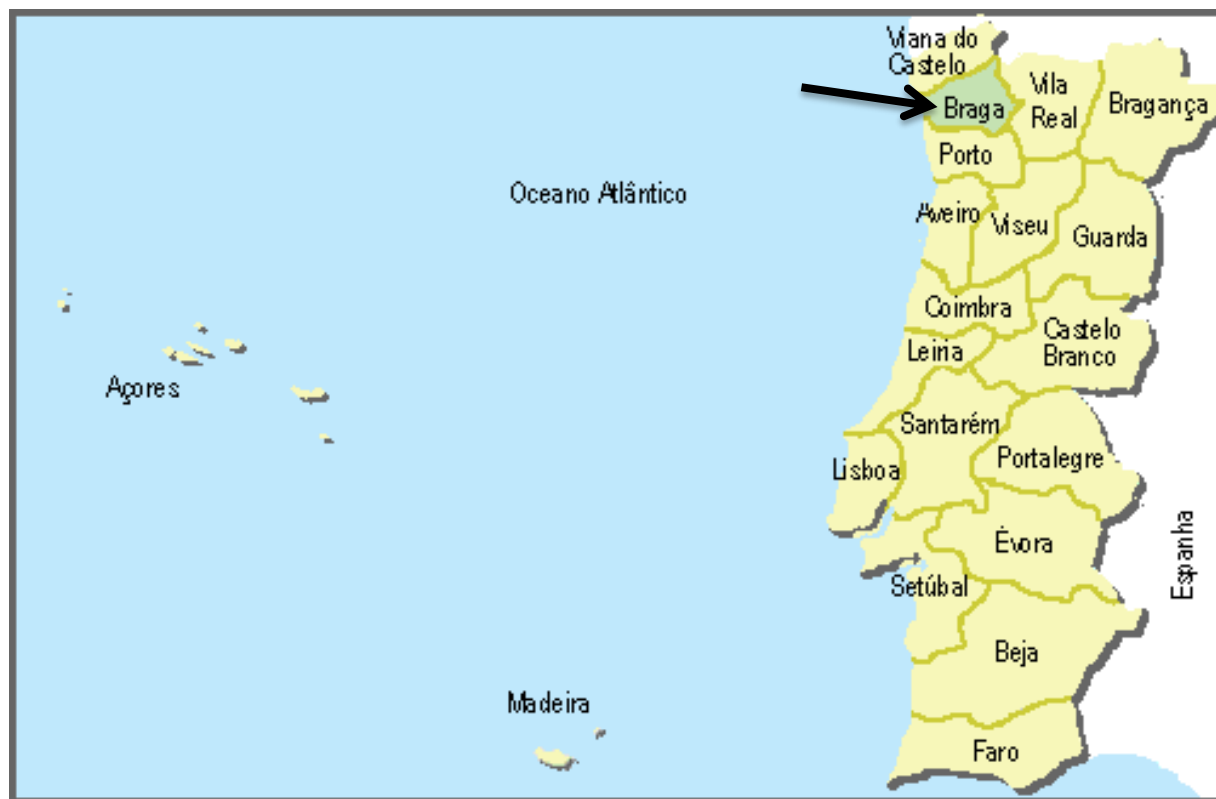 Viana do
Castelo
Braga
Vila
Real
Bragança
Porto
Oceano Atlântico
Aveiro
Viseu
Guarda
Coimbra
Castelo
Branco
Leiria
Açores
Santarém
Lisboa
Portalegre
Évora
Espanha
Setúbal
Beja
Madeira
Faro